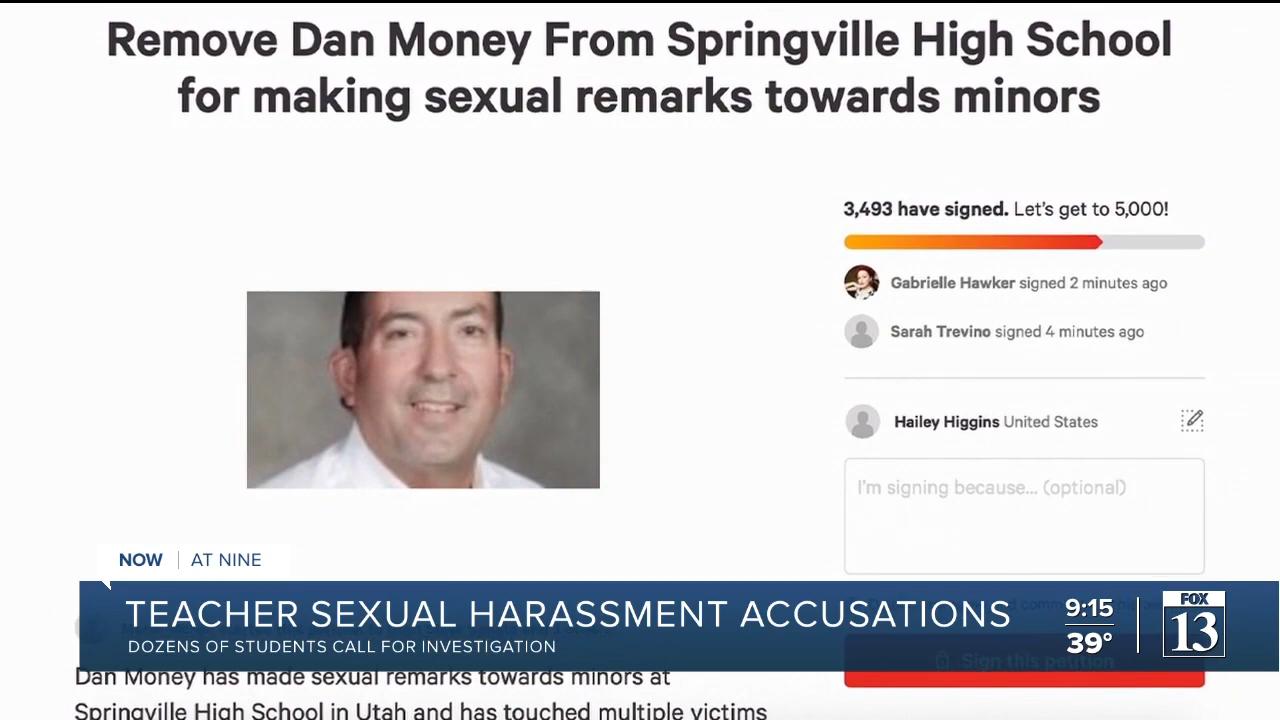 Remove Dan Money From Springville High School
for making sexual remarks towards minors
3,493 have signed. Let's get to 5,000!
Gabrielle Hawker signed 2 minutes ago
Sarah Trevino signed 4 minutes ago
Hailey Higgins United States
I'm signing because... (optional)
NOW AT NINE
TEACHER SEXUAL HARASSMENT ACCUSATIONS
DOZENS OF STUDENTS CALL FOR INVESTIGATION
9:15
39°
FOX
13
Sign this petition
Dan Money has made sexual remarks towards minors at
Springville High School in Utah and has touched multiple victims